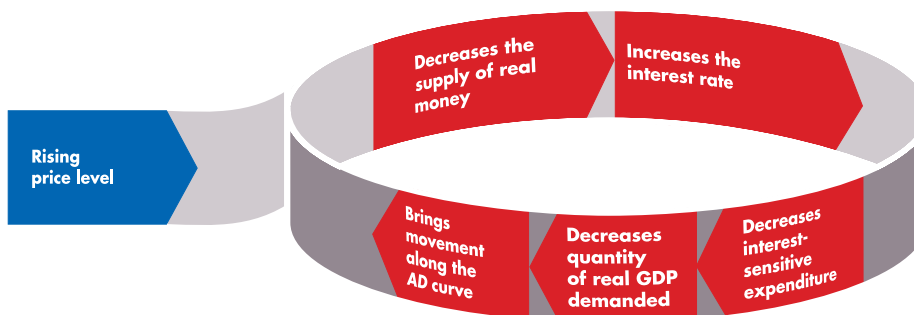 Rising
price level
Decreases the
supply of real
money
Increases the
interest rate
Decreases
interest-
sensitive
expenditure
Decreases
quantity
of real GDP
demanded
Brings
movement
along the
AD curve